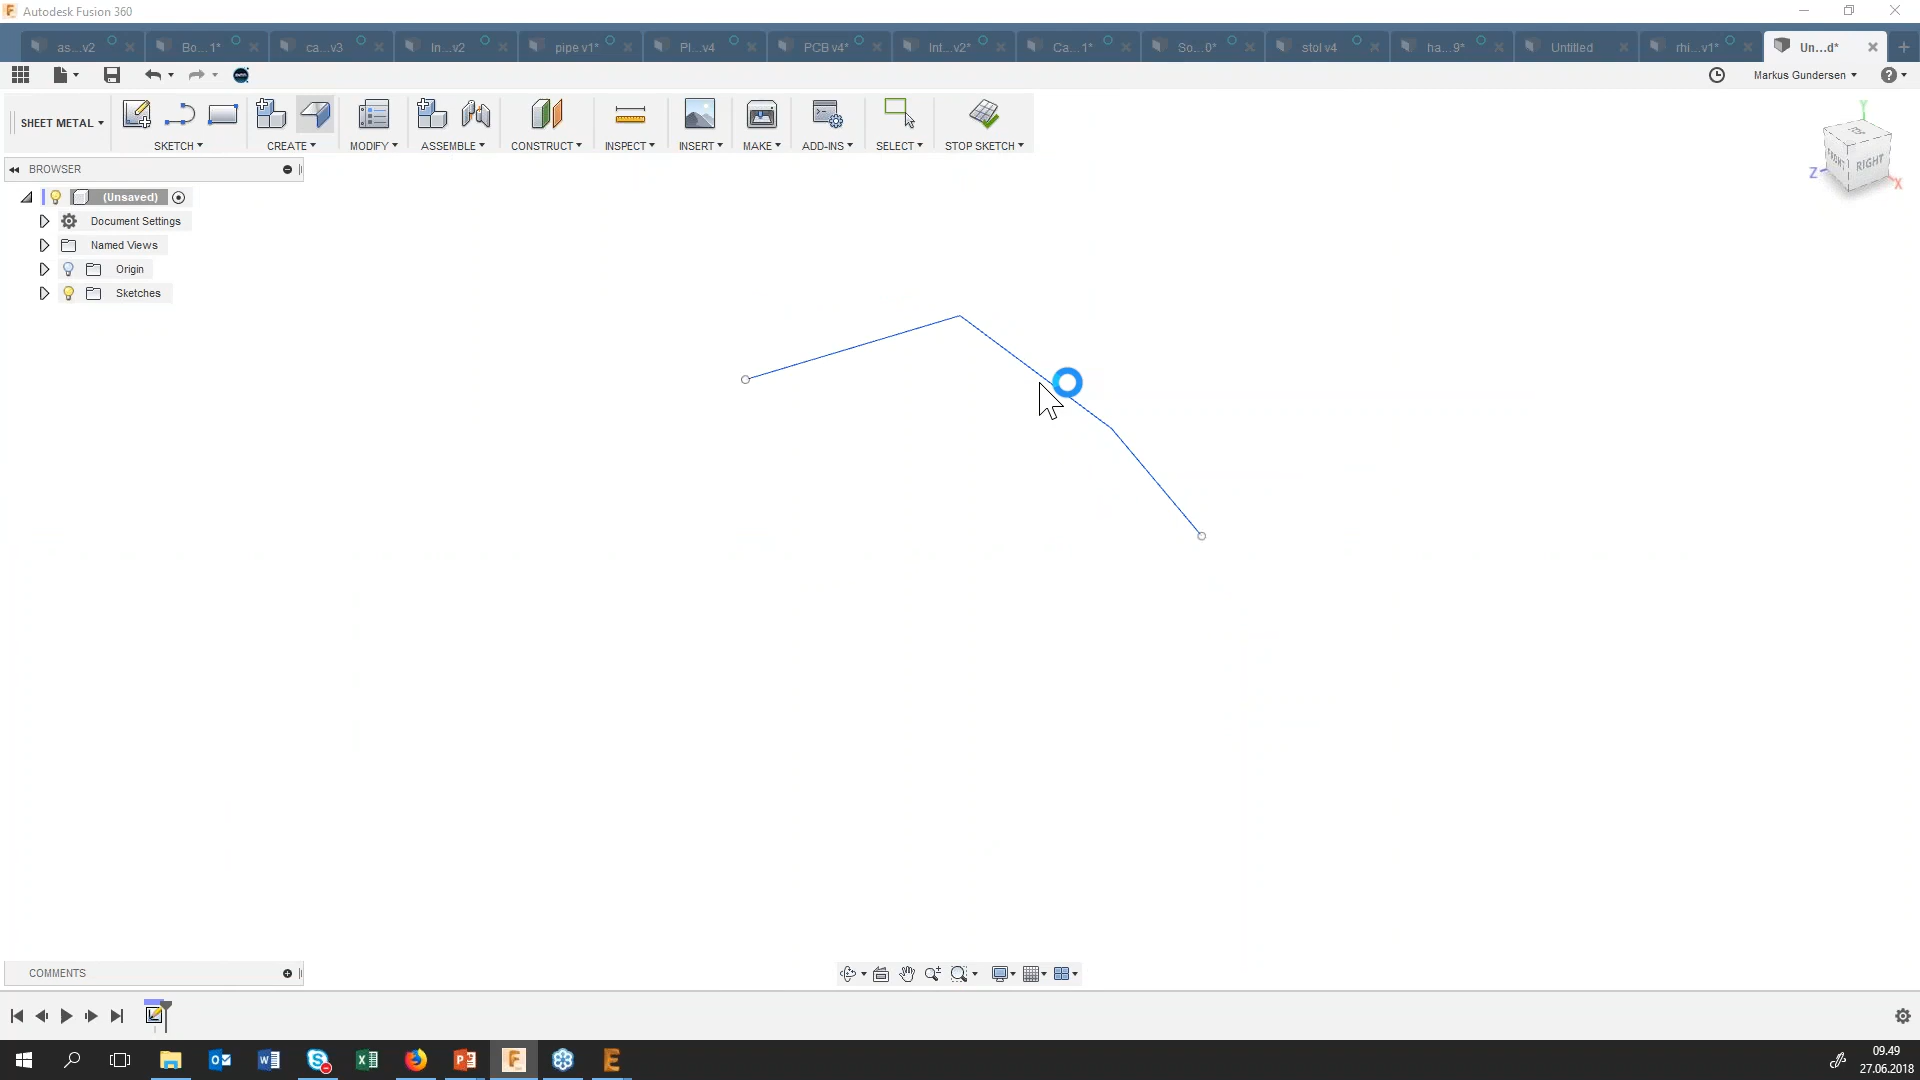 Autodesk Fusion 360
as...v2
Bo...1*
ca...v3
In...v2
pipe v1*
Pl...v4
PCB v4*
Int...v2*
Ca...1*
So...0*
stol v4
ha...9*
Untitled
rhi...v1*
Un...d*
Markus Gundersen
SHEET METAL
SKETCH
CREATE
MODIFY
ASSEMBLE
CONSTRUCT
INSPECT
INSERT
MAKE
ADD-INS
SELECT
STOP SKETCH
BROWSER
(Unsaved)
Document Settings
Named Views
Origin
Sketches
Y
TOP
FRONT
RIGHT
Z
X
COMMENTS
09.49
27.06.2018